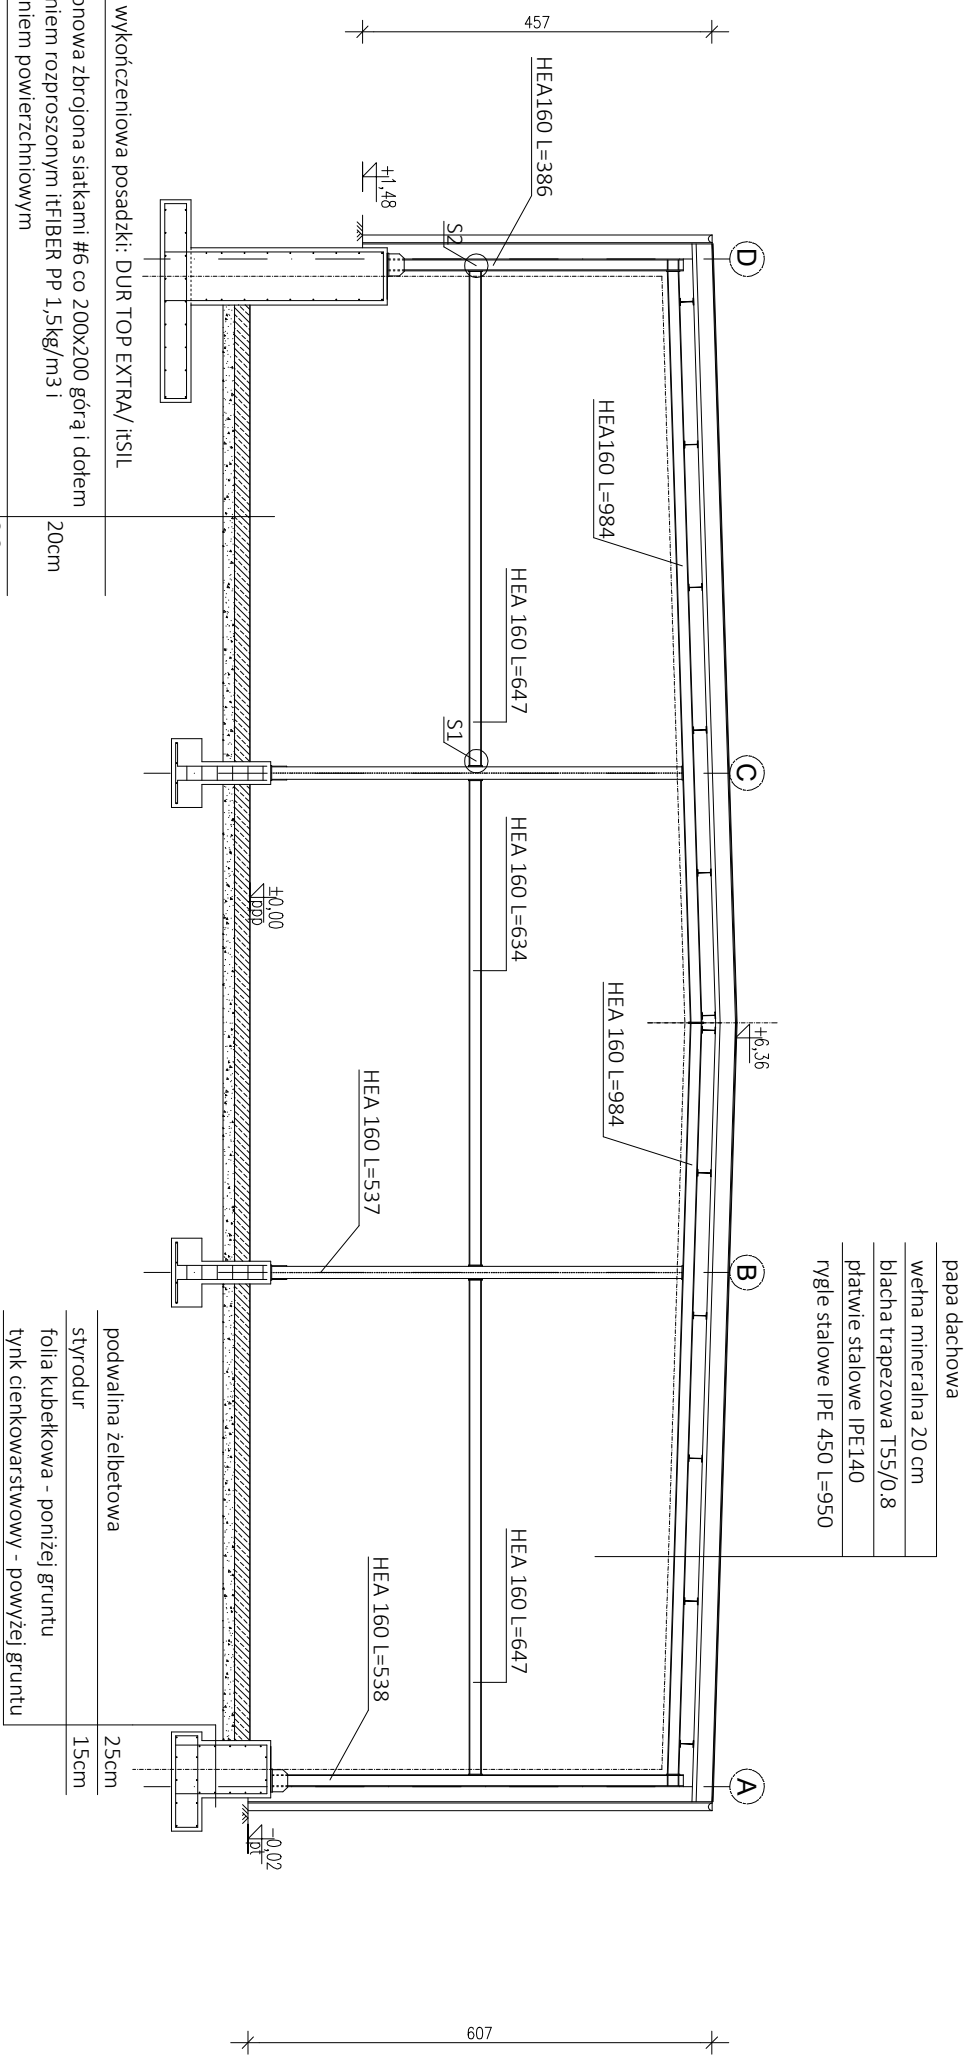 papa dachowa
wełna mineralna 20 cm
blacha trapezowa T55/0.8
płatwie stalowe IPE140
rygle stalowe IPE 450 L=950
D
C
B
A
+6,36
457
607
HEA160 L=386
HEA160 L=984
HEA 160 L=984
HEA 160 L=647
HEA 160 L=634
HEA 160 L=647
HEA 160 L=537
HEA 160 L=538
S2
S1
+1,48
±0,00
ppp
-0,02
pt
wykończeniowa posadzki: DUR TOP EXTRA/ itSIL
onowa zbrojona siatkami #6 co 200x200 górą i dołem
niem rozproszonym itFIBER PP 1,5kg/m3 i
niem powierzchniowym
20cm
podwalina żelbetowa 25cm
styrodur 15cm
folia kubełkowa - poniżej gruntu
tynk cienkowarstwowy - powyżej gruntu